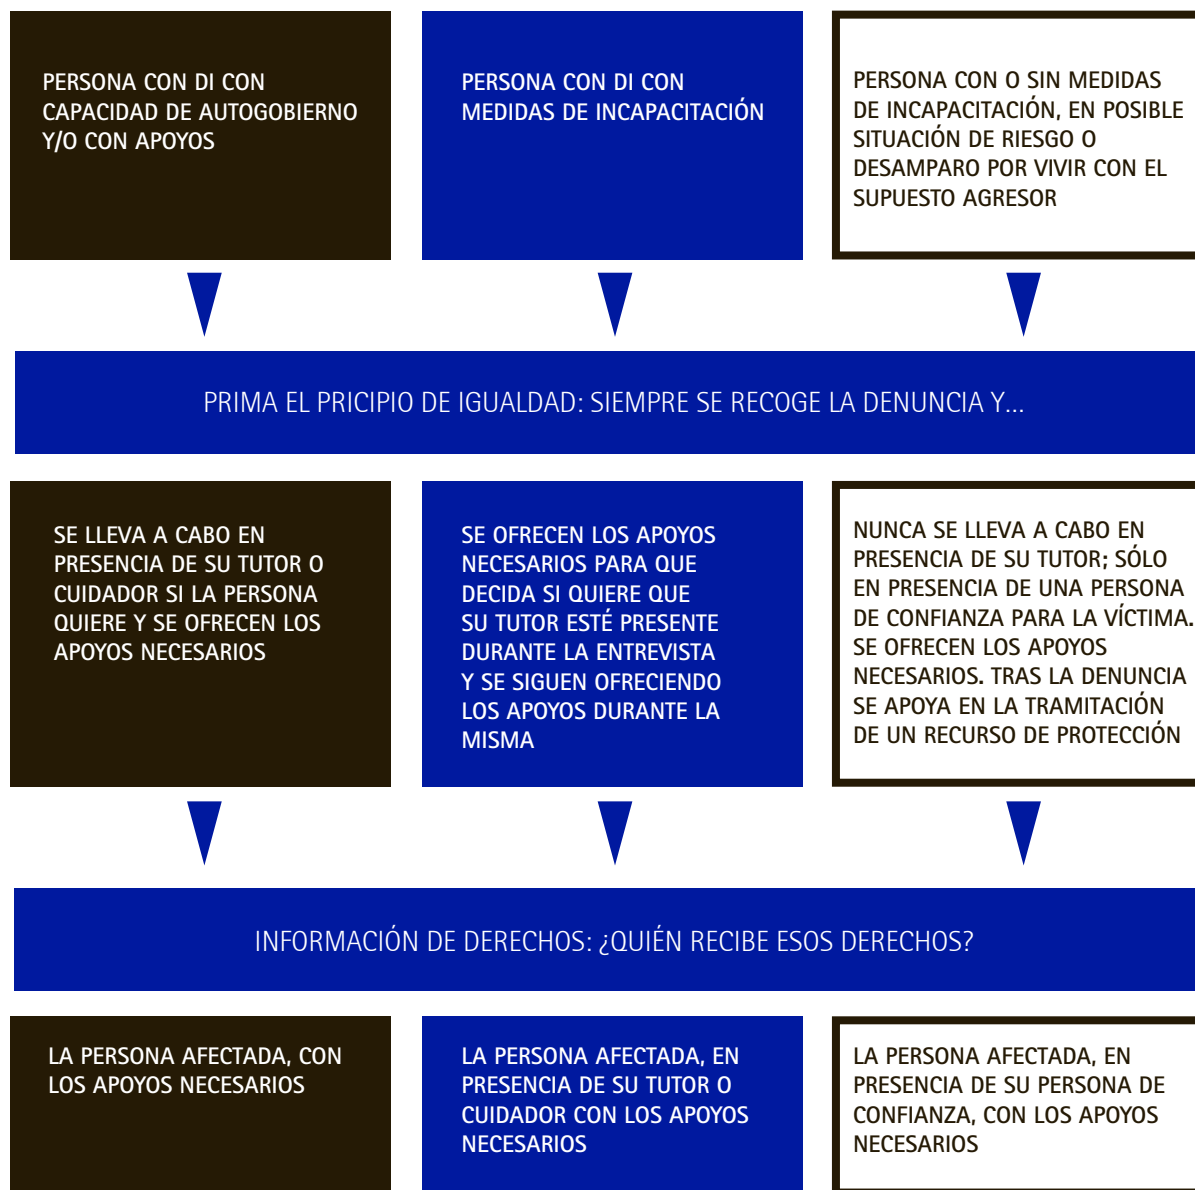 PERSONA CON DI CON
CAPACIDAD DE AUTOGOBIERNO
Y/O CON APOYOS
PERSONA CON DI CON
MEDIDAS DE INCAPACITACIÓN
PERSONA CON O SIN MEDIDAS
DE INCAPACITACIÓN, EN POSIBLE
SITUACIÓN DE RIESGO O
DESAMPARO POR VIVIR CON EL
SUPUESTO AGRESOR
PRIMA EL PRICIPIO DE IGUALDAD: SIEMPRE SE RECOGE LA DENUNCIA Y...
SE LLEVA A CABO EN
PRESENCIA DE SU TUTOR O
CUIDADOR SI LA PERSONA
QUIERE Y SE OFRECEN LOS
APOYOS NECESARIOS
SE OFRECEN LOS APOYOS
NECESARIOS PARA QUE
DECIDA SI QUIERE QUE
SU TUTOR ESTÉ PRESENTE
DURANTE LA ENTREVISTA
Y SE SIGUEN OFRECIENDO
LOS APOYOS DURANTE LA
MISMA
NUNCA SE LLEVA A CABO EN
PRESENCIA DE SU TUTOR; SÓLO
EN PRESENCIA DE UNA PERSONA
DE CONFIANZA PARA LA VÍCTIMA.
SE OFRECEN LOS APOYOS
NECESARIOS. TRAS LA DENUNCIA
SE APOYA EN LA TRAMITACIÓN
DE UN RECURSO DE PROTECCIÓN
INFORMACIÓN DE DERECHOS: ¿QUIÉN RECIBE ESOS DERECHOS?
LA PERSONA AFECTADA, CON
LOS APOYOS NECESARIOS
LA PERSONA AFECTADA, EN
PRESENCIA DE SU TUTOR O
CUIDADOR CON LOS APOYOS
NECESARIOS
LA PERSONA AFECTADA, EN
PRESENCIA DE SU PERSONA DE
CONFIANZA, CON LOS APOYOS
NECESARIOS